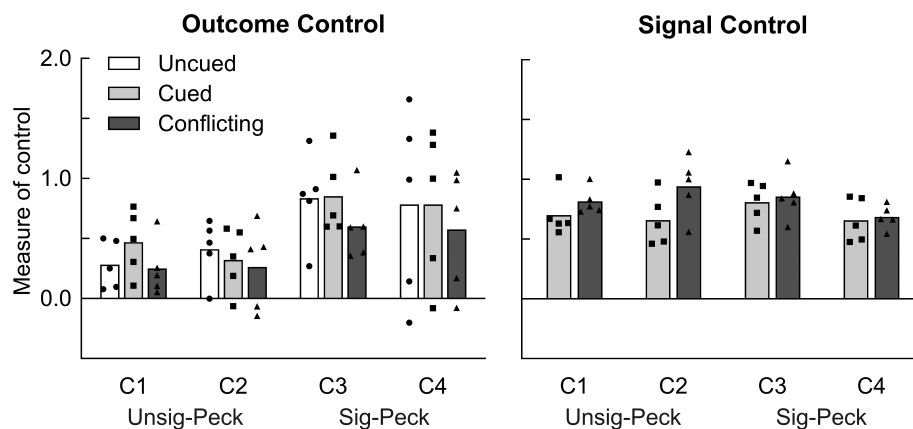 Outcome Control
Signal Control
Measure of control
2.0
1.0
0.0
Uncued
Cued
Conflicting
C1 C2 C3 C4
Unsig-Peck Sig-Peck
C1 C2 C3 C4
Unsig-Peck Sig-Peck